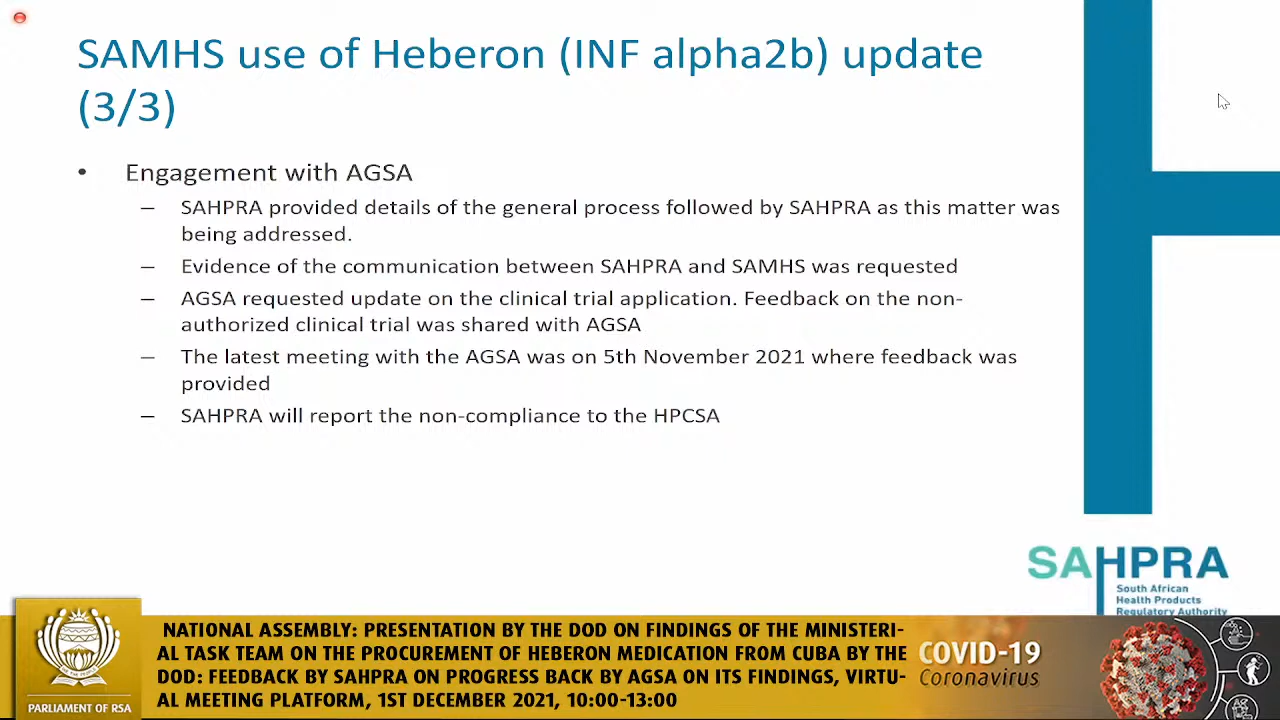 SAMHS use of Heberon (INF alpha2b) update
(3/3)
• Engagement with AGSA
– SAHPRA provided details of the general process followed by SAHPRA as this matter was
being addressed.
– Evidence of the communication between SAHPRA and SAMHS was requested
– AGSA requested update on the clinical trial application. Feedback on the non-
authorized clinical trial was shared with AGSA
– The latest meeting with the AGSA was on 5th November 2021 where feedback was
provided
– SAHPRA will report the non-compliance to the HPCSA
SAHPRA
South African
Health Products
Regulatory Authority
NATIONAL ASSEMBLY: PRESENTATION BY THE DOD ON FINDINGS OF THE MINISTERI-
AL TASK TEAM ON THE PROCUREMENT OF HEBERON MEDICATION FROM CUBA BY THE
DOD: FEEDBACK BY SAHPRA ON PROGRESS BACK BY AGSA ON ITS FINDINGS, VIRTU-
AL MEETING PLATFORM, 1ST DECEMBER 2021, 10:00-13:00
PARLIAMENT OF RSA
COVID-19
Coronavirus